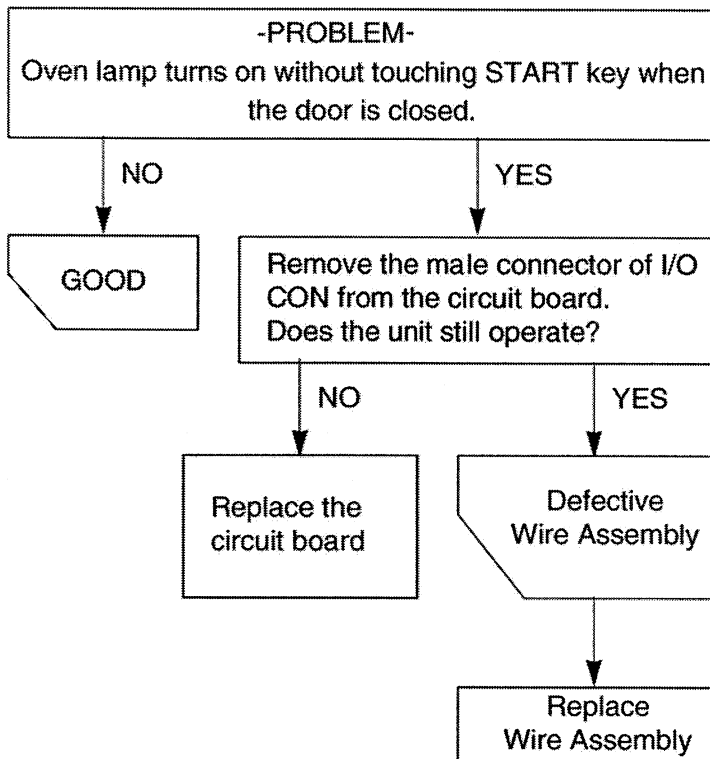 -PROBLEM-
Oven lamp turns on without touching START key when
the door is closed.
NO
YES
GOOD
Remove the male connector of I/O
CON from the circuit board.
Does the unit still operate?
NO
YES
Replace the
circuit board
Defective
Wire Assembly
Replace
Wire Assembly